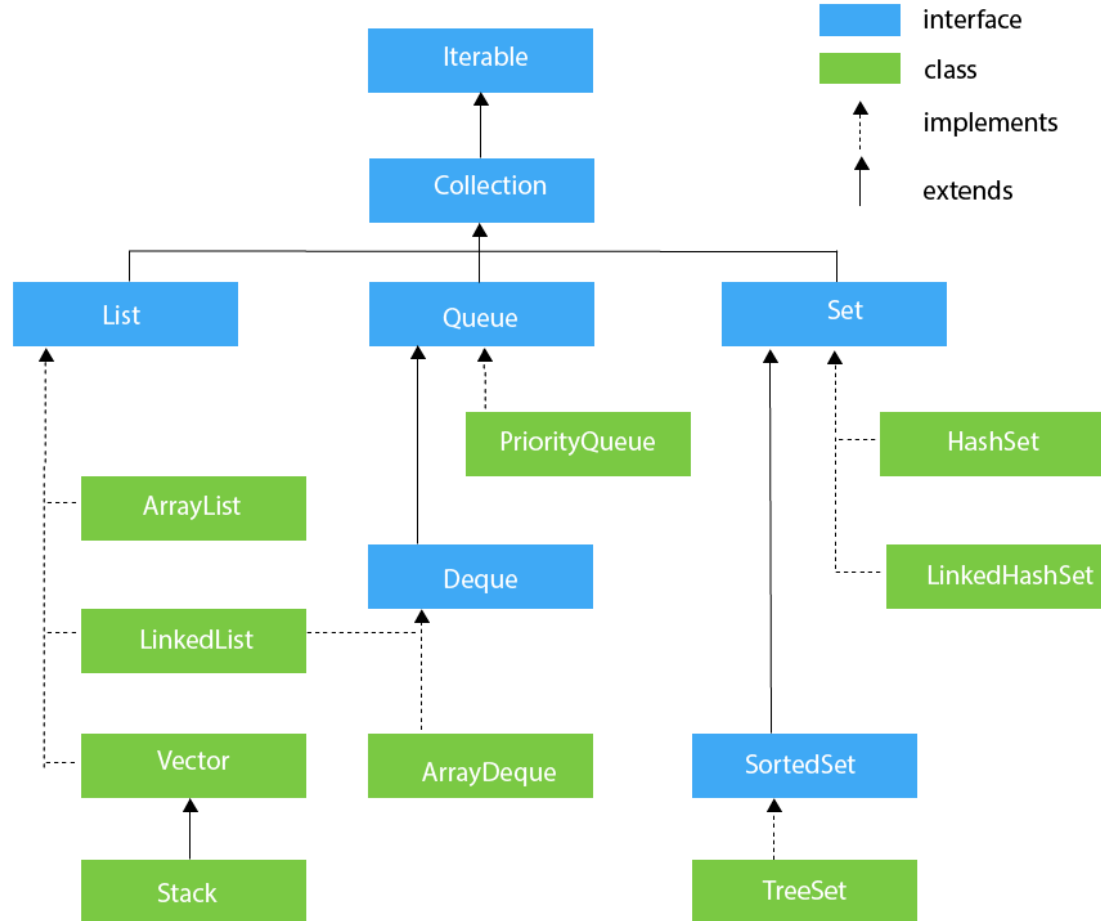 interface
Iterable
class
implements
Collection
extends
List
Queue
Set
PriorityQueue
HashSet
ArrayList
Deque
LinkedHashSet
LinkedList
Vector
ArrayDeque
SortedSet
Stack
TreeSet